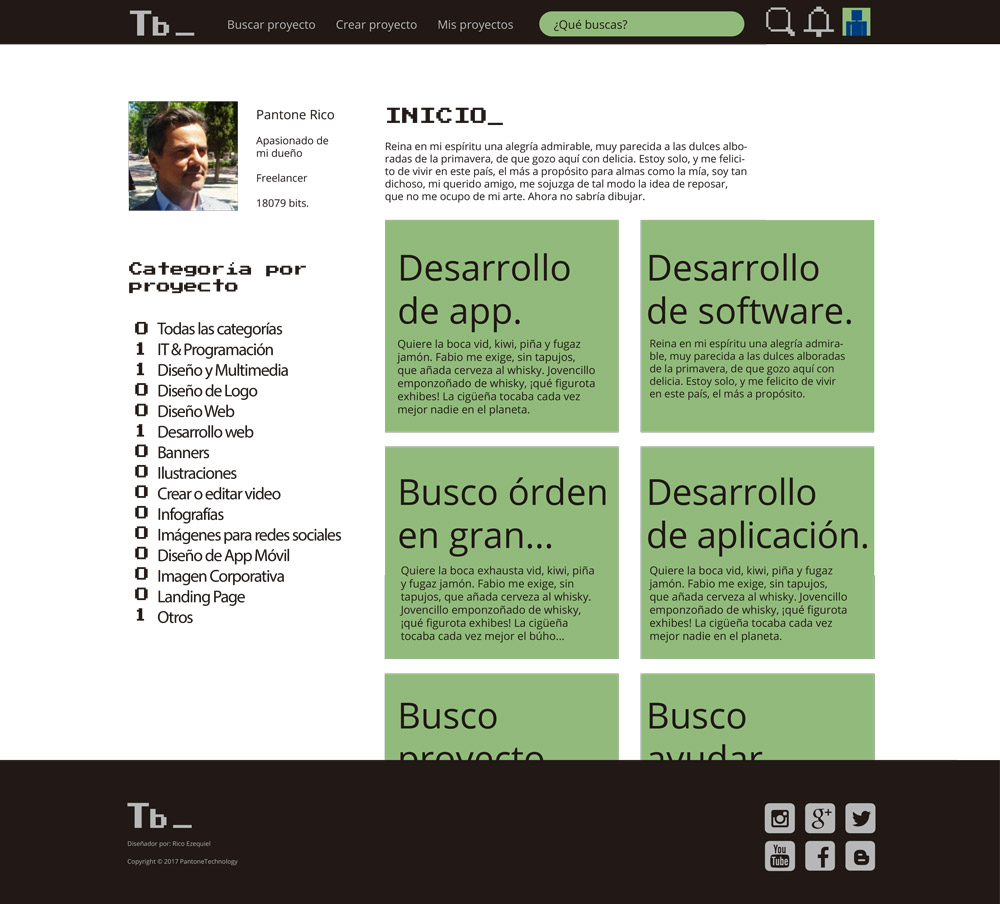 Tb_
Buscar proyecto
Crear proyecto
Mis proyectos
¿Qué buscas?
Pantone Rico
Apasionado de
mi dueño
Freelancer
18079 bits.
Categoría por
proyecto
0 Todas las categorías
1 IT & Programación
1 Diseño y Multimedia
0 Diseño de Logo
0 Diseño Web
1 Desarrollo web
0 Banners
0 Ilustraciones
0 Crear o editar video
0 Infografías
0 Imágenes para redes sociales
0 Diseño de App Móvil
0 Imagen Corporativa
0 Landing Page
1 Otros
INICIO_
Reina en mi espíritu una alegría admirable, muy parecida a las dulces albo-
radas de la primavera, de que gozo aquí con delicia. Estoy solo, y me felici-
to de vivir en este país, el más a propósito para almas como la mía, soy tan
dichoso, mi querido amigo, me sojuzga de tal modo la idea de reposar,
que no me ocupo de mi arte. Ahora no sabría dibujar.
Desarrollo
de app.
Quiere la boca vid, kiwi, piña y fugaz
jamón. Fabio me exige, sin tapujos,
que añada cerveza al whisky. Jovencillo
emponzoñado de whisky, ¡qué figurota
exhibes! La cigüeña tocaba cada vez
mejor nadie en el planeta.
Desarrollo
de software.
Reina en mi espíritu una alegría admira-
ble, muy parecida a las dulces alboradas
de la primavera, de que gozo aquí con
delicia. Estoy solo, y me felicito de vivir
en este país, el más a propósito.
Busco órden
en gran...
Quiere la boca exhausta vid, kiwi, piña
y fugaz jamón. Fabio me exige, sin
tapujos, que añada cerveza al whisky.
Jovencillo emponzoñado de whisky,
¡qué figurota exhibes! La cigüeña
tocaba cada vez mejor el búho...
Desarrollo
de aplicación.
Quiere la boca vid, kiwi, piña y fugaz
jamón. Fabio me exige, sin tapujos,
que añada cerveza al whisky. Jovencillo
emponzoñado de whisky, ¡qué figurota
exhibes! La cigüeña tocaba cada vez
mejor nadie en el planeta.
Busco
proyecto
Busco
ayudar
Tb_
Diseñador por: Rico Ezequiel
Copyright © 2017 PantoneTechnology
g+
You
Tube
f
B